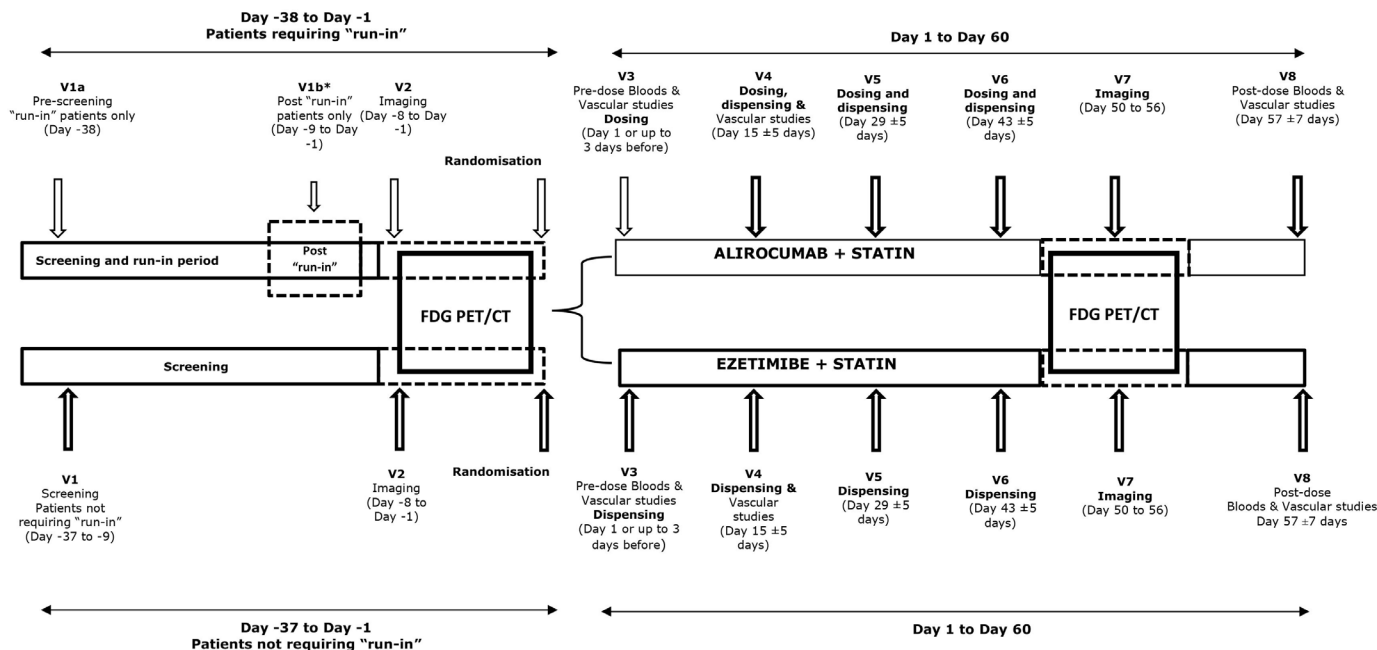 Day -38 to Day -1
Patients requiring “run-in”
Day 1 to Day 60
V1a
Pre-screening
“run-in” patients only
(Day -38)
V1b*
Post “run-in”
patients only
(Day -9 to Day
-1)
V2
Imaging
(Day -8 to Day
-1)
Randomisation
V3
Pre-dose Bloods &
Vascular studies
Dosing
(Day 1 or up to
3 days before)
V4
Dosing,
dispensing &
Vascular studies
(Day 15 ±5 days)
V5
Dosing and
dispensing
(Day 29 ±5
days)
V6
Dosing and
dispensing
(Day 43 ±5
days)
V7
Imaging
(Day 50 to 56)
V8
Post-dose Bloods &
Vascular studies
(Day 57 ±7 days)
Screening and run-in period
Post
“run-in”
ALIROCUMAB + STATIN
FDG PET/CT
FDG PET/CT
Screening
EZETIMIBE + STATIN
V1
Screening
Patients not
requiring “run-in”
(Day -37 to -9)
V2
Imaging
(Day -8 to
Day -1)
Randomisation
V3
Pre-dose Bloods &
Vascular studies
Dispensing
(Day 1 or up to 3
days before)
V4
Dispensing &
Vascular
studies
(Day 15 ±5
days)
V5
Dispensing
(Day 29 ±5
days)
V6
Dispensing
(Day 43 ±5
days)
V7
Imaging
(Day 50 to 56)
V8
Post-dose
Bloods & Vascular studies
Day 57 ±7 days
Day -37 to Day -1
Patients not requiring “run-in”
Day 1 to Day 60